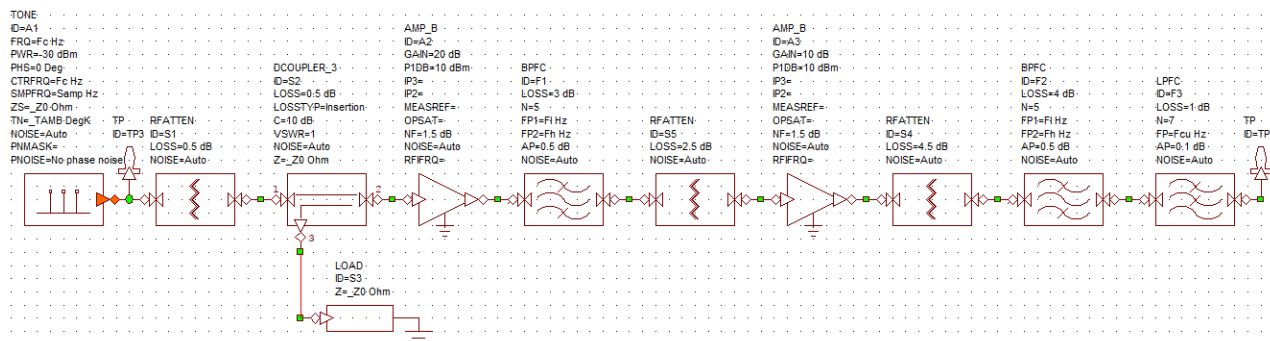 TONE
ID=A1
FRQ=Fc Hz
PWR=-30 dBm
PHS=0 Deg
CTRFRQ=Fc Hz
SMPFRQ=Samp Hz
ZS=_Z0 Ohm
TN=_TAMB DegK
NOISE=Auto
PNMASK=
PNOISE=No phase noise
TP
ID=TP3
RFATTEN
ID=S1
LOSS=0.5 dB
NOISE=Auto
DCOUPLER_3
ID=S2
LOSS=0.5 dB
LOSSTYP=Insertion
C=10 dB
VSWR=1
NOISE=Auto
Z=_Z0 Ohm
1
2
3
LOAD
ID=S3
Z=_Z0 Ohm
AMP_B
ID=A2
GAIN=20 dB
P1DB=10 dBm
IP3=
IP2=
MEASREF=
OPSAT=
NF=1.5 dB
NOISE=Auto
RFIFRQ=
BPFC
ID=F1
LOSS=3 dB
N=5
FP1=Fl Hz
FP2=Fh Hz
AP=0.5 dB
NOISE=Auto
RFATTEN
ID=S5
LOSS=2.5 dB
NOISE=Auto
AMP_B
ID=A3
GAIN=10 dB
P1DB=10 dBm
IP3=
IP2=
MEASREF=
OPSAT=
NF=1.5 dB
NOISE=Auto
RFIFRQ=
RFATTEN
ID=S4
LOSS=4.5 dB
NOISE=Auto
BPFC
ID=F2
LOSS=4 dB
N=5
FP1=Fl Hz
FP2=Fh Hz
AP=0.5 dB
NOISE=Auto
LPFC
ID=F3
LOSS=1 dB
N=7
FP=Fcu Hz
AP=0.1 dB
NOISE=Auto
TP
ID=TP